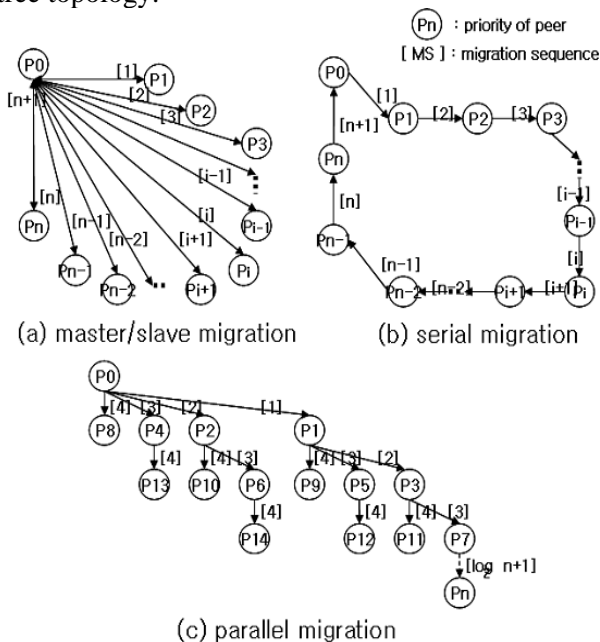 tree topology.
Pn : priority of peer
[ MS ] : migration sequence
P0
[1]
P1
[2]
P2
[3]
P3
[n+1]
[i-1]
Pi-1
[i]
Pi
[i+1]
Pi+1
[n-2]
Pn-2
[n-1]
Pn-1
[n]
Pn
(a) master/slave migration
P0
[1]
P1
[2]
P2
[3]
P3
[i-1]
Pi-1
[i]
Pi
[i+1]
Pi+1
[n-2]
Pn-2
[n-1]
Pn-1
[n]
Pn
[n+1]
(b) serial migration
P0
[4] [3] [2] [1]
P8 P4 P2 P1
[4] [4] [3] [4] [3] [2]
P13 P10 P6 P9 P5 P3
[4] [4] [4] [3]
P14 P12 P11 P7
[log2 n+1]
Pn
(c) parallel migration